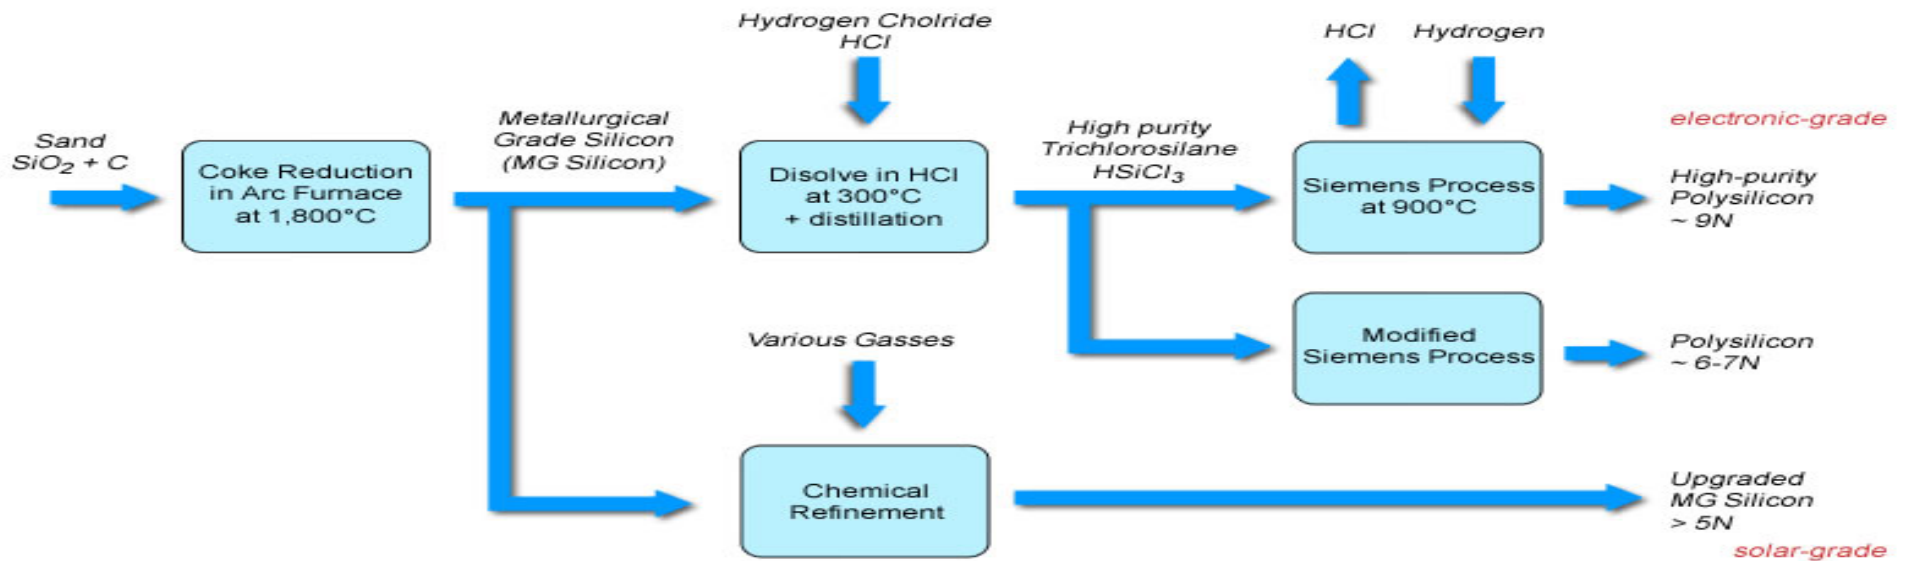 Hydrogen Cholride
HCl
HCl
Hydrogen
Sand
SiO2 + C
Coke Reduction
in Arc Furnace
at 1,800°C
Metallurgical
Grade Silicon
(MG Silicon)
Disolve in HCl
at 300°C
+ distillation
High purity
Trichlorosilane
HSiCl3
Siemens Process
at 900°C
electronic-grade
High-purity
Polysilicon
~ 9N
Various Gasses
Modified
Siemens Process
Polysilicon
~ 6-7N
Chemical
Refinement
Upgraded
MG Silicon
> 5N
solar-grade